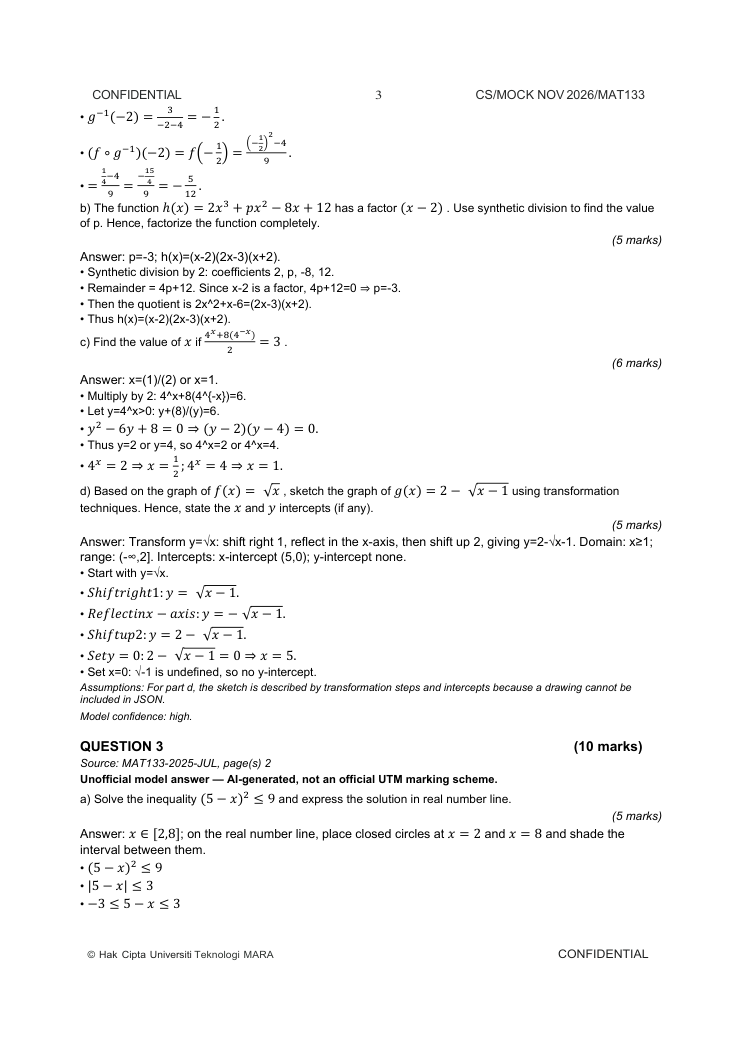 CONFIDENTIAL 3 CS/MOCK NOV 2026/MAT133
• g⁻¹(−2) = 3/(−2−4) = −1/2.
• (f ∘ g⁻¹)(−2) = f(−1/2) = ((−1/2)²−4)/9.
• = (1/4−4)/9 = (−15/4)/9 = −5/12.
b) The function h(x) = 2x³ + px² − 8x + 12 has a factor (x − 2) . Use synthetic division to find the value
of p. Hence, factorize the function completely.
(5 marks)
Answer: p=-3; h(x)=(x-2)(2x-3)(x+2).
• Synthetic division by 2: coefficients 2, p, -8, 12.
• Remainder = 4p+12. Since x-2 is a factor, 4p+12=0 ⇒ p=-3.
• Then the quotient is 2x^2+x-6=(2x-3)(x+2).
• Thus h(x)=(x-2)(2x-3)(x+2).
c) Find the value of x if (4ˣ+8(4⁻ˣ))/2 = 3 .
(6 marks)
Answer: x=(1)/(2) or x=1.
• Multiply by 2: 4^x+8(4^{-x})=6.
• Let y=4^x>0: y+(8)/(y)=6.
• y² − 6y + 8 = 0 ⇒ (y − 2)(y − 4) = 0.
• Thus y=2 or y=4, so 4^x=2 or 4^x=4.
• 4ˣ = 2 ⇒ x = 1/2; 4ˣ = 4 ⇒ x = 1.
d) Based on the graph of f(x) = √x , sketch the graph of g(x) = 2 − √(x − 1) using transformation
techniques. Hence, state the x and y intercepts (if any).
(5 marks)
Answer: Transform y=√x: shift right 1, reflect in the x-axis, then shift up 2, giving y=2-√x-1. Domain: x≥1;
range: (-∞,2]. Intercepts: x-intercept (5,0); y-intercept none.
• Start with y=√x.
• Shiftright1: y = √(x − 1).
• Reflectinx − axis: y = − √(x − 1).
• Shiftup2: y = 2 − √(x − 1).
• Sety = 0: 2 − √(x − 1) = 0 ⇒ x = 5.
• Set x=0: √-1 is undefined, so no y-intercept.
Assumptions: For part d, the sketch is described by transformation steps and intercepts because a drawing cannot be
included in JSON.
Model confidence: high.
QUESTION 3 (10 marks)
Source: MAT133-2025-JUL, page(s) 2
Unofficial model answer — AI-generated, not an official UTM marking scheme.
a) Solve the inequality (5 − x)² ≤ 9 and express the solution in real number line.
(5 marks)
Answer: x ∈ [2,8]; on the real number line, place closed circles at x = 2 and x = 8 and shade the
interval between them.
• (5 − x)² ≤ 9
• |5 − x| ≤ 3
• −3 ≤ 5 − x ≤ 3
© Hak Cipta Universiti Teknologi MARA CONFIDENTIAL